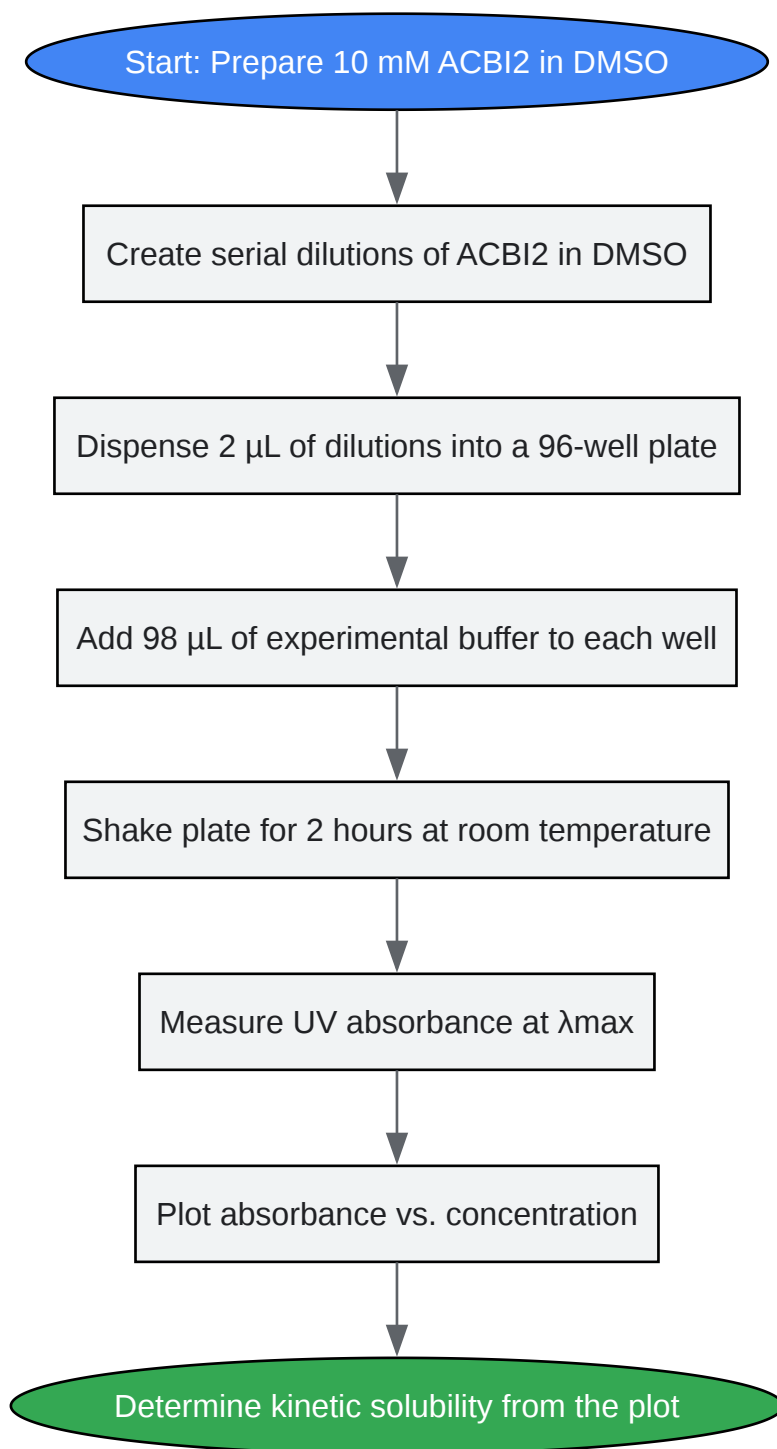 Start: Prepare 10 mM ACBI2 in DMSO
Create serial dilutions of ACBI2 in DMSO
Dispense 2 µL of dilutions into a 96-well plate
Add 98 µL of experimental buffer to each well
Shake plate for 2 hours at room temperature
Measure UV absorbance at λmax
Plot absorbance vs. concentration
Determine kinetic solubility from the plot